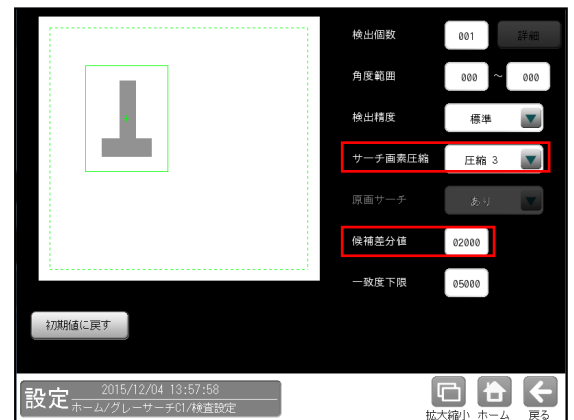 検出個数 001 詳細
角度範囲 000 ~ 000
検出精度 標準
サーチ画素圧縮 圧縮 3
原画サーチ あり
候補差分値 02000
一致度下限 05000
初期値に戻す
設定 2015/12/04 13:57:58
ホーム/グレーサーチC1/検査設定
拡大縮小 ホーム 戻る